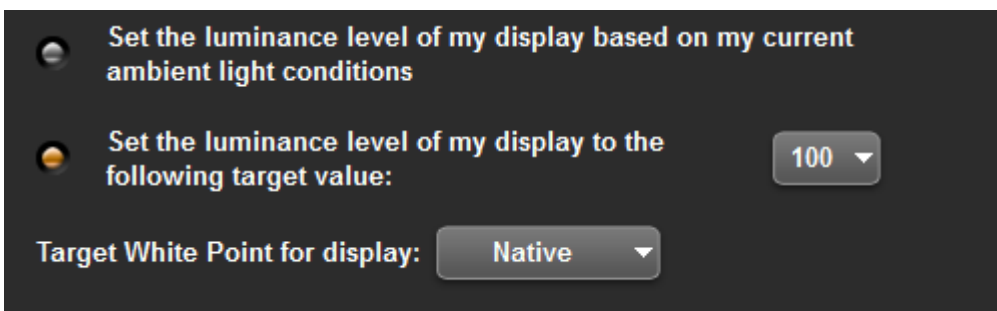 Set the luminance level of my display based on my current
ambient light conditions
Set the luminance level of my display to the
following target value:
100
Target White Point for display:
Native